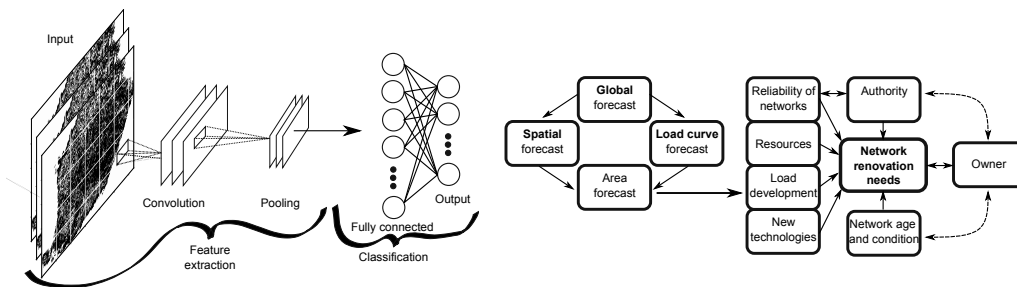 Input
Convolution
Pooling
Fully connected
Output
Feature
extraction
Classification
Global
forecast
Spatial
forecast
Load curve
forecast
Area
forecast
Reliability of
networks
Resources
Load
development
New
technologies
Authority
Network
renovation
needs
Network age
and condition
Owner